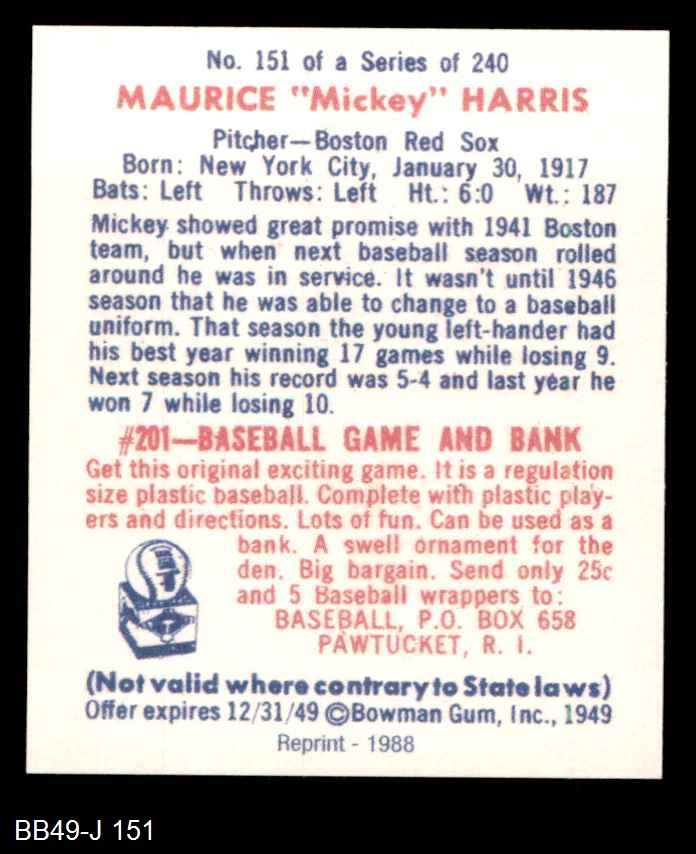 No. 151 of a Series of 240
MAURICE "Mickey" HARRIS
Pitcher—Boston Red Sox
Born: New York City, January 30, 1917
Bats: Left Throws: Left Ht.: 6:0 Wt.: 187
Mickey showed great promise with 1941 Boston
team, but when next baseball season rolled
around he was in service. It wasn't until 1946
season that he was able to change to a baseball
uniform. That season the young left-hander had
his best year winning 17 games while losing 9.
Next season his record was 5-4 and last year he
won 7 while losing 10.
#201—BASEBALL GAME AND BANK
Get this original exciting game. It is a regulation
size plastic baseball. Complete with plastic play-
ers and directions. Lots of fun. Can be used as a
bank. A swell ornament for the
den. Big bargain. Send only 25c
and 5 Baseball wrappers to:
BASEBALL, P.O. BOX 658
PAWTUCKET, R. I.
(Not valid where contrary to State laws)
Offer expires 12/31/49 ©Bowman Gum, Inc., 1949
Reprint - 1988
BB49-J 151